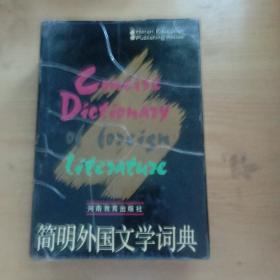 Henan Education
Publishing House
Concise
Dictionary
of foreign
literature
河南教育出版社
简明外国文学词典